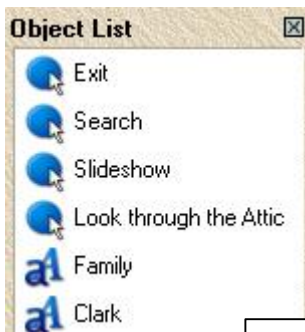 Object List
Exit
Search
Slideshow
Look through the Attic
Family
Clark